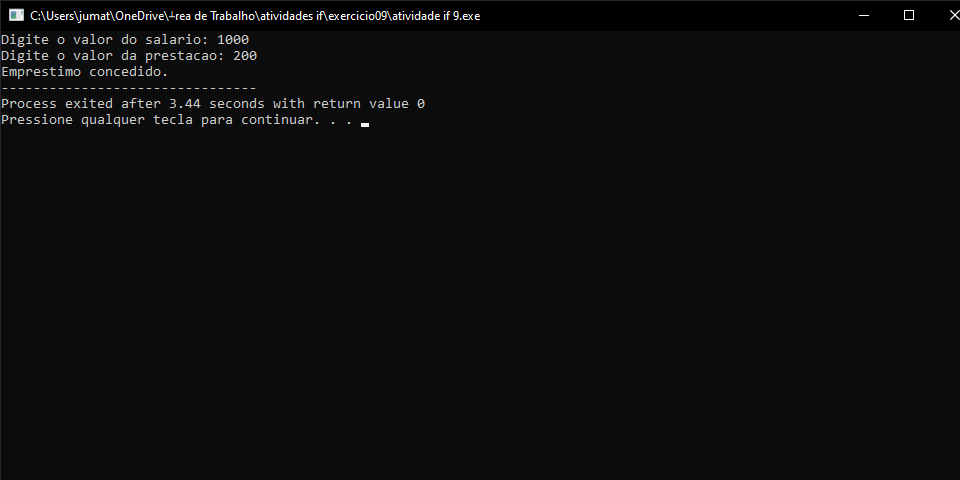 C:\Users\jumat\OneDrive\┴rea de Trabalho\atividades if\exercicio09\atividade if 9.exe
Digite o valor do salario: 1000
Digite o valor da prestacao: 200
Emprestimo concedido.
--------------------------------
Process exited after 3.44 seconds with return value 0
Pressione qualquer tecla para continuar. . .